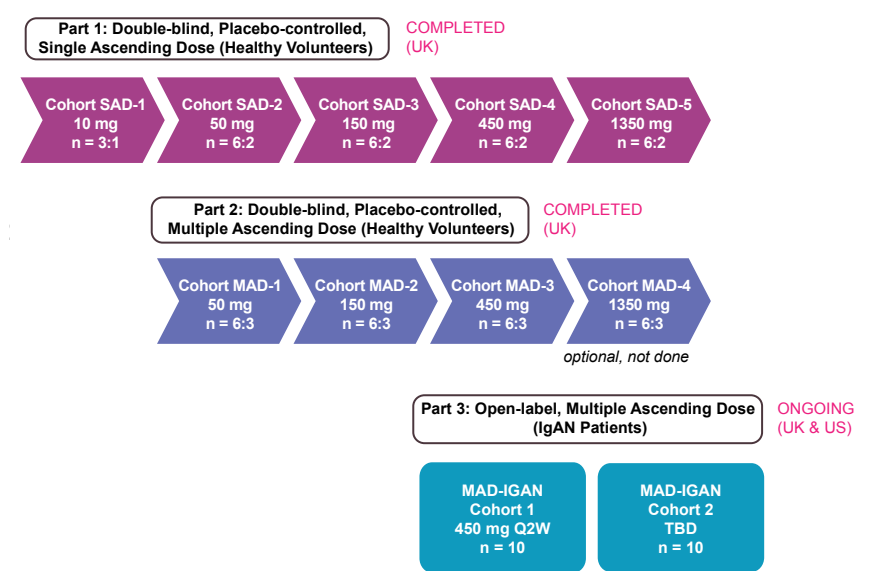 Part 1: Double-blind, Placebo-controlled,
Single Ascending Dose (Healthy Volunteers)
COMPLETED
(UK)
Cohort SAD-1
10 mg
n = 3:1
Cohort SAD-2
50 mg
n = 6:2
Cohort SAD-3
150 mg
n = 6:2
Cohort SAD-4
450 mg
n = 6:2
Cohort SAD-5
1350 mg
n = 6:2
Part 2: Double-blind, Placebo-controlled,
Multiple Ascending Dose (Healthy Volunteers)
COMPLETED
(UK)
Cohort MAD-1
50 mg
n = 6:3
Cohort MAD-2
150 mg
n = 6:3
Cohort MAD-3
450 mg
n = 6:3
Cohort MAD-4
1350 mg
n = 6:3
optional, not done
Part 3: Open-label, Multiple Ascending Dose
(IgAN Patients)
ONGOING
(UK & US)
MAD-IGAN
Cohort 1
450 mg Q2W
n = 10
MAD-IGAN
Cohort 2
TBD
n = 10